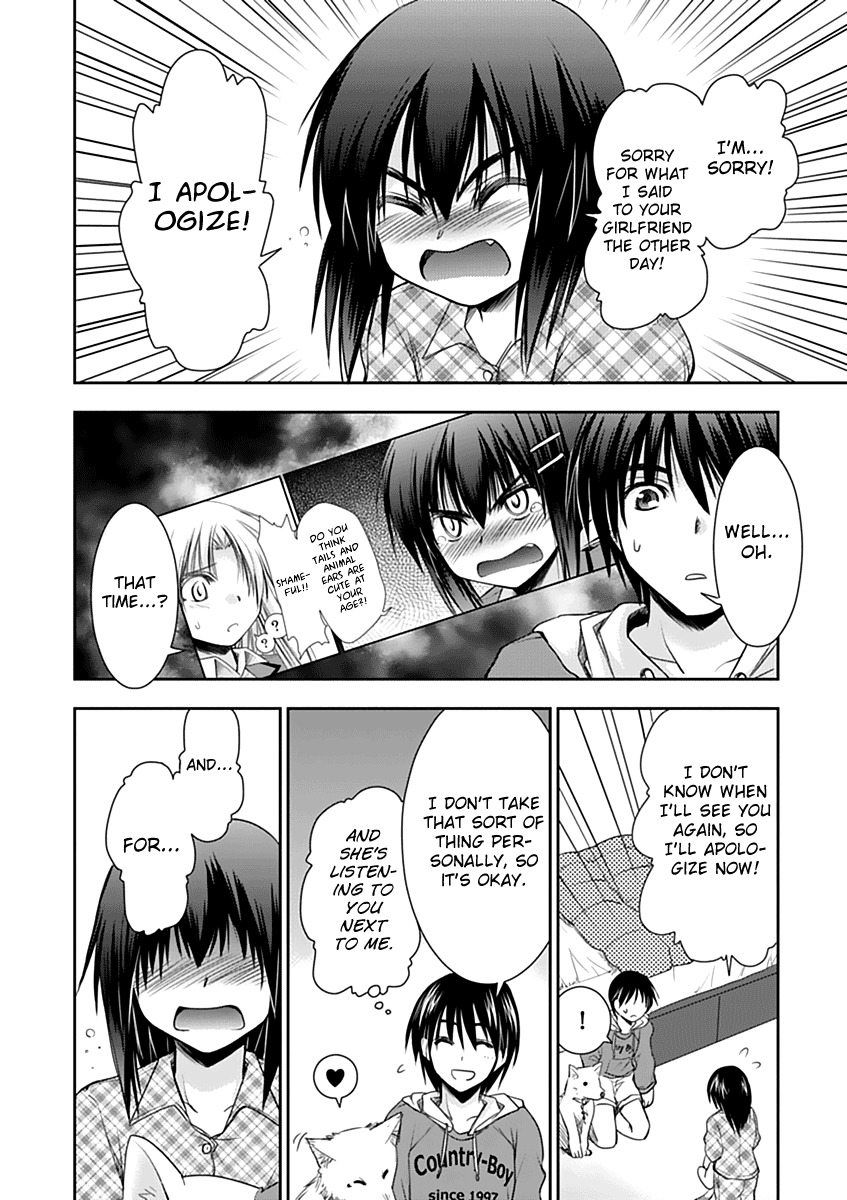 I'M...
SORRY!
SORRY
FOR WHAT
I SAID
TO YOUR
GIRLFRIEND
THE OTHER
DAY!
I APOL-
OGIZE!
WELL...
OH.
DO YOU
THINK
TAILS AND
ANIMAL
EARS ARE
CUTE AT
YOUR
AGE?!
SHAME-
FUL!!
?
?
THAT
TIME...?
I DON'T
KNOW WHEN
I'LL SEE YOU
AGAIN, SO
I'LL APOLO-
GIZE NOW!
!
I DON'T TAKE
THAT SORT OF
THING PER-
SONALLY, SO
IT'S OKAY.
AND
SHE'S
LISTEN-
ING TO
YOU
NEXT
TO ME.
♥
Country-Boy
since 1997
AND...
FOR...